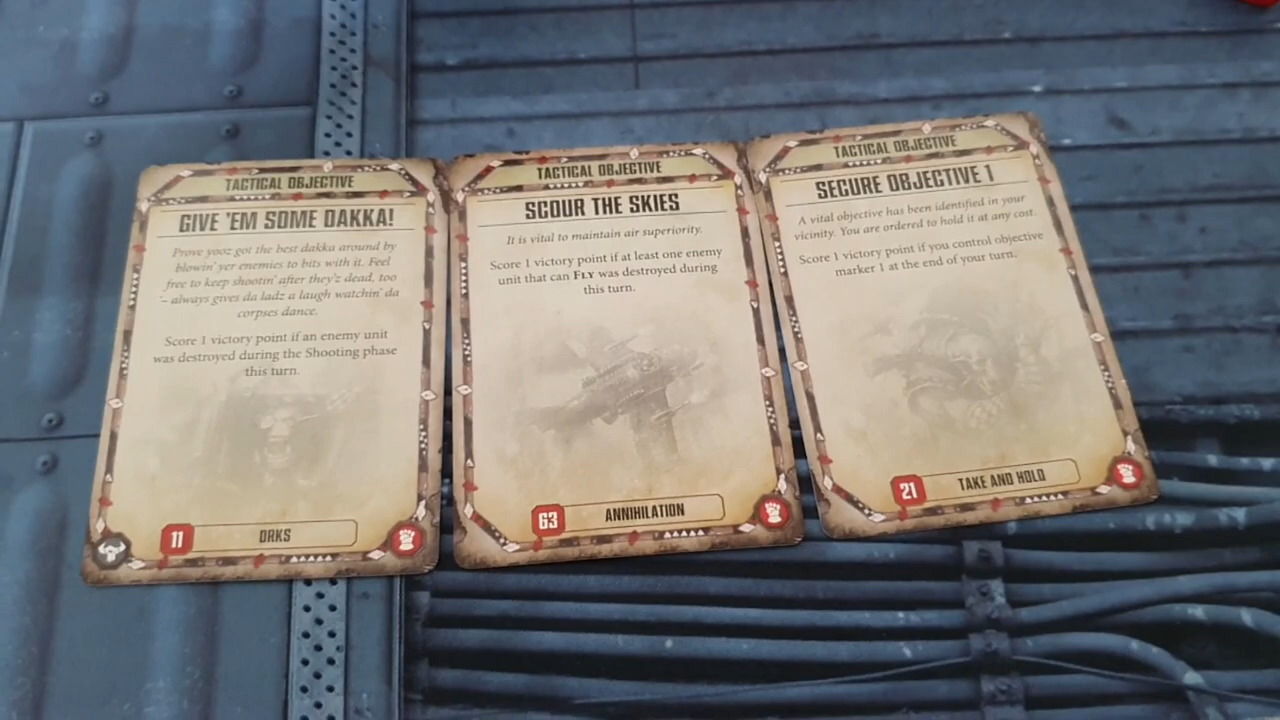 TACTICAL OBJECTIVE
GIVE 'EM SOME DAKKA!
Prove yooz got the best dakka around by
blowin' yer enemies to bits with it. Feel
free to keep shootin' after they'z dead, too
– always gives da ladz a laugh watchin' da
corpses dance.
Score 1 victory point if an enemy unit
was destroyed during the Shooting phase
this turn.
11
ORKS
TACTICAL OBJECTIVE
SCOUR THE SKIES
It is vital to maintain air superiority.
Score 1 victory point if at least one enemy
unit that can FLY was destroyed during
this turn.
63
ANNIHILATION
TACTICAL OBJECTIVE
SECURE OBJECTIVE 1
A vital objective has been identified in your
vicinity. You are ordered to hold it at any cost.
Score 1 victory point if you control objective
marker 1 at the end of your turn.
21
TAKE AND HOLD